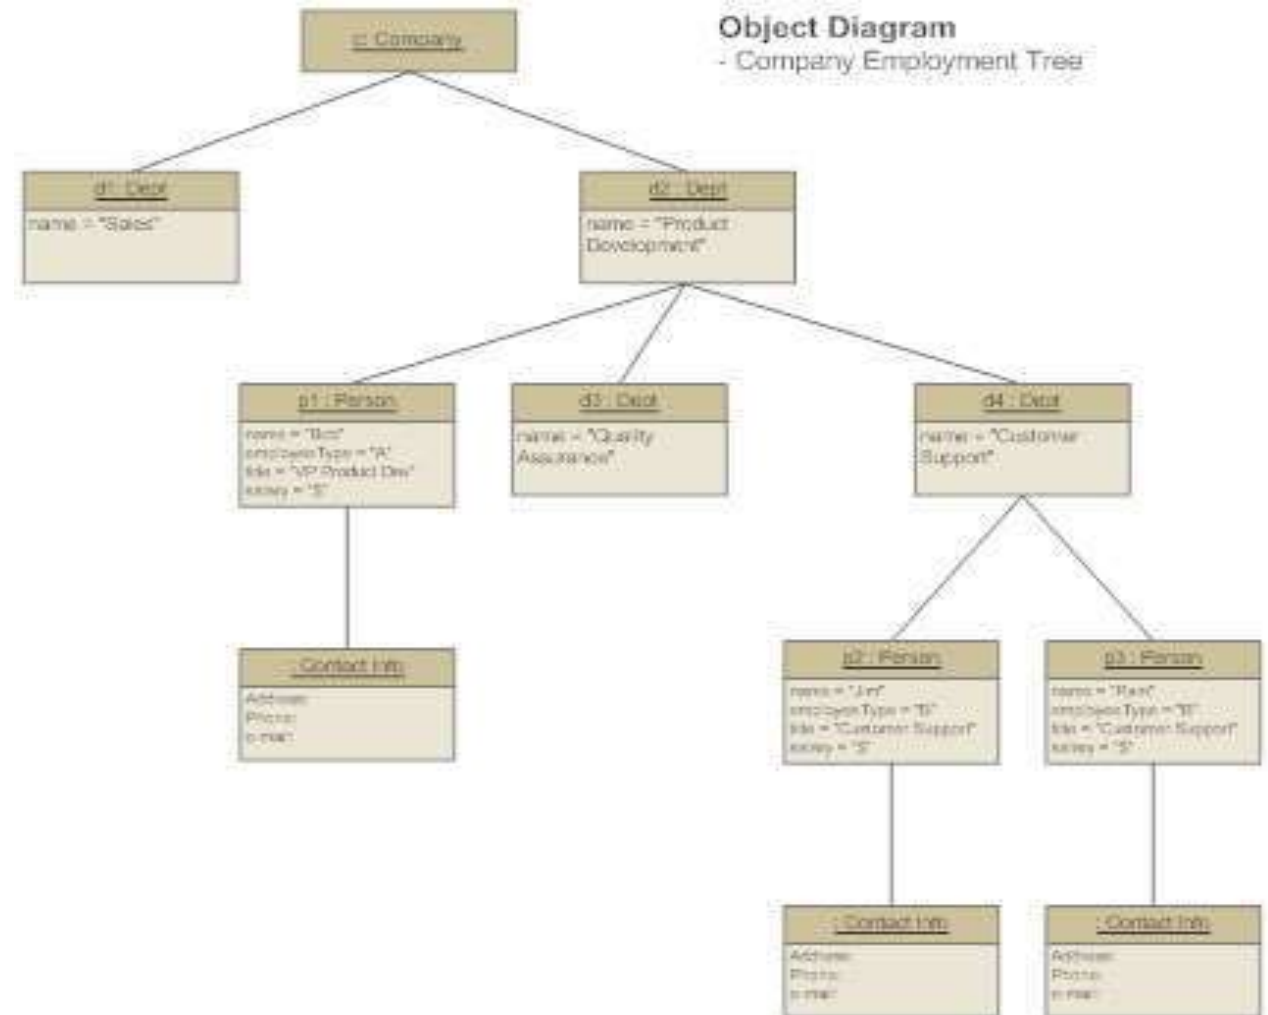 c: Company
Object Diagram
- Company Employment Tree
d1: Dept
name = "Sales"
d2 : Dept
name = "Product
Development"
p1 : Person
name = "Bob"
employeeType = "A"
title = "VP Product Dev"
salary = "$"
d3 : Dept
name = "Quality
Assurance"
d4 : Dept
name = "Customer
Support"
: Contact Info
Address:
Phone:
e-mail:
p2 : Person
name = "Jim"
employeeType = "B"
title = "Customer Support"
salary = "$"
p3 : Person
name =
employeeType = "B"
title = "Customer Support"
salary = "$"
: Contact Info
Address:
Phone:
e-mail:
: Contact Info
Address:
Phone:
e-mail: